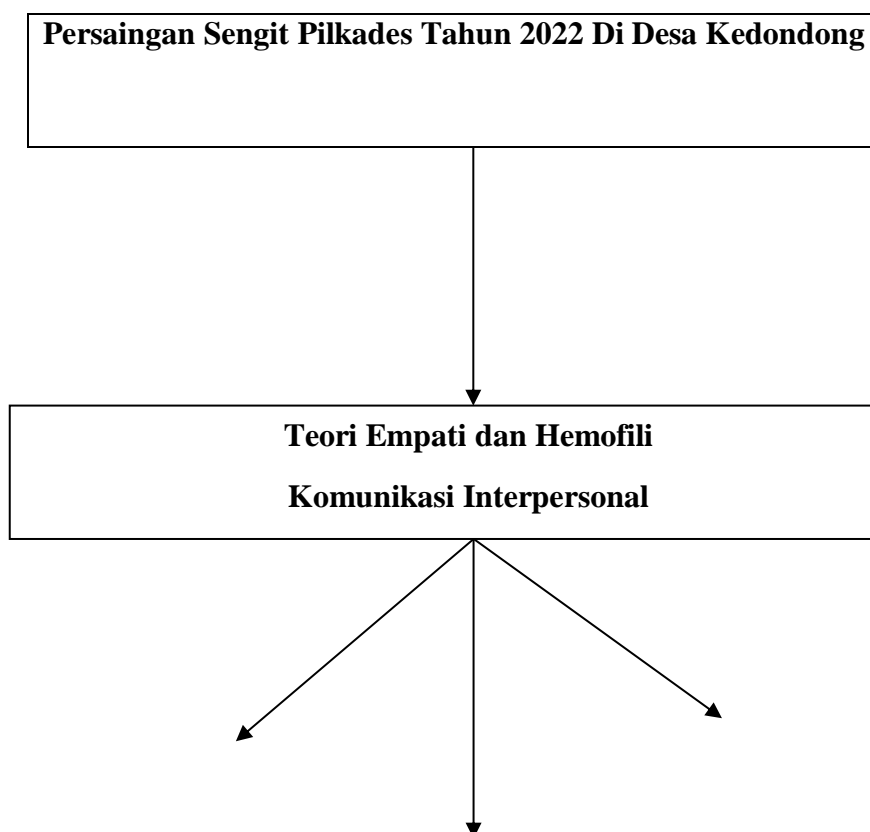 Persaingan Sengit Pilkades Tahun 2022 Di Desa Kedondong
Teori Empati dan Hemofili
Komunikasi Interpersonal